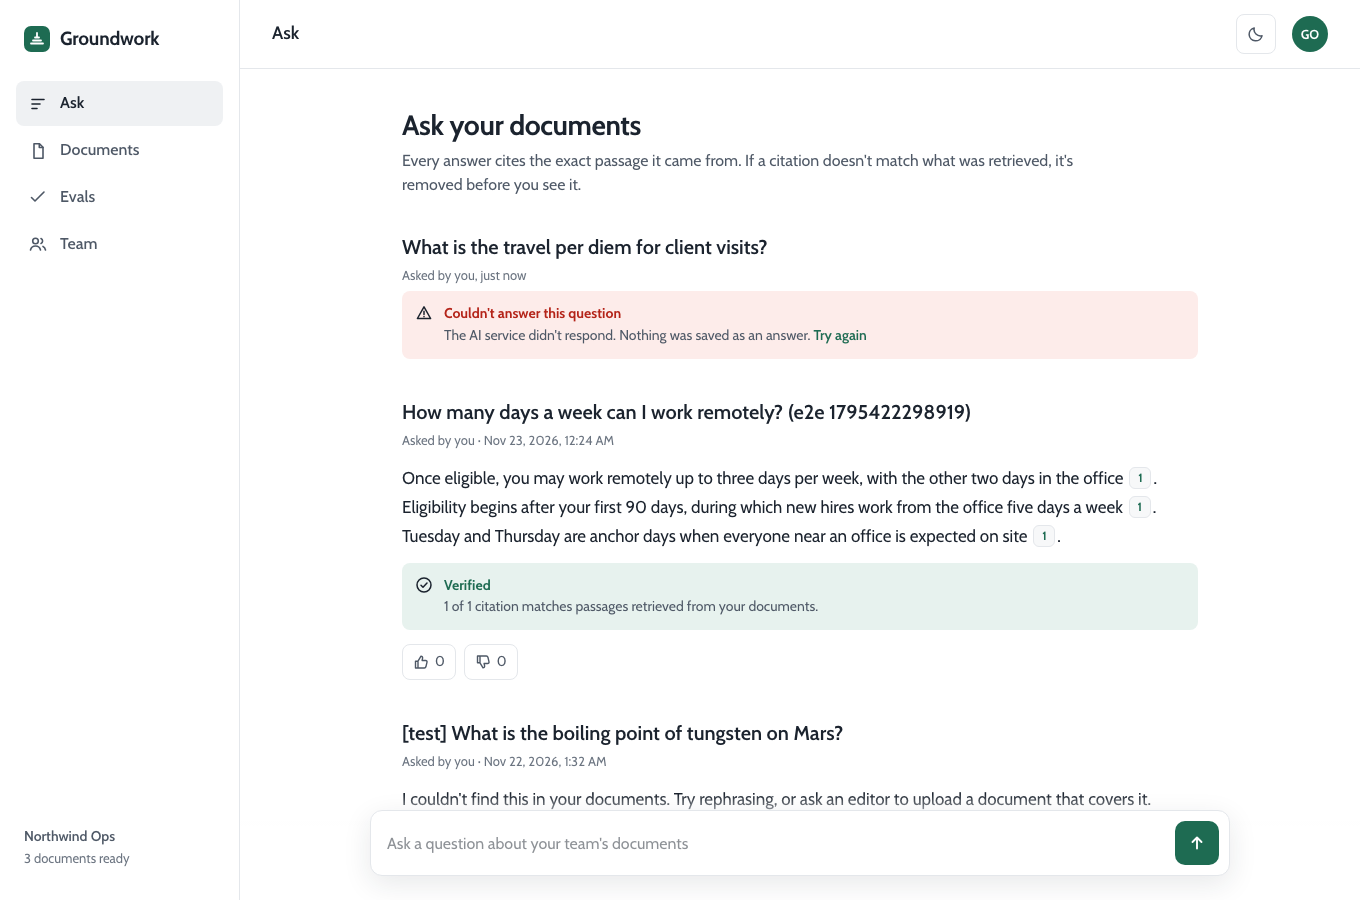 Groundwork
Ask
Documents
Evals
Team
Northwind Ops
3 documents ready
Ask
GO
Ask your documents
Every answer cites the exact passage it came from. If a citation doesn't match what was retrieved, it's
removed before you see it.
What is the travel per diem for client visits?
Asked by you, just now
Couldn't answer this question
The AI service didn't respond. Nothing was saved as an answer. Try again
How many days a week can I work remotely? (e2e 1795422298919)
Asked by you · Nov 23, 2026, 12:24 AM
Once eligible, you may work remotely up to three days per week, with the other two days in the office 1.
Eligibility begins after your first 90 days, during which new hires work from the office five days a week 1.
Tuesday and Thursday are anchor days when everyone near an office is expected on site 1.
Verified
1 of 1 citation matches passages retrieved from your documents.
0 0
[test] What is the boiling point of tungsten on Mars?
Asked by you · Nov 22, 2026, 1:32 AM
I couldn't find this in your documents. Try rephrasing, or ask an editor to upload a document that covers it.
Ask a question about your team's documents